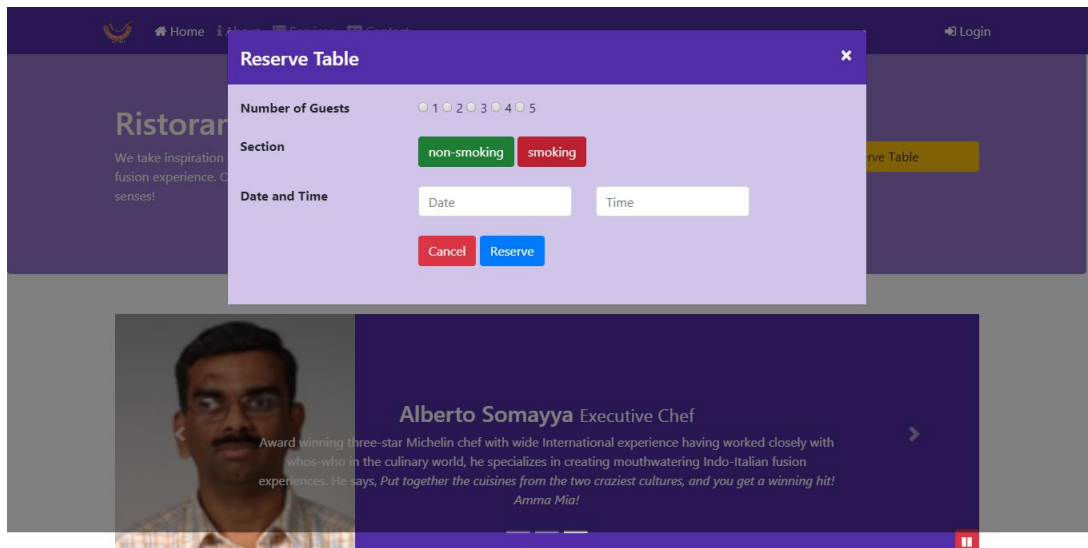 Home i About Services Contact Login
Reserve Table ×
Number of Guests 1 2 3 4 5
Section non-smoking smoking
Date and Time Date Time
Cancel Reserve
Ristoran
We take inspiration
fusion experience. C
senses!
rve Table
Alberto Somayya Executive Chef
Award winning three-star Michelin chef with wide International experience having worked closely with
whos-who in the culinary world, he specializes in creating mouthwatering Indo-Italian fusion
experiences. He says, Put together the cuisines from the two craziest cultures, and you get a winning hit!
Amma Mia!